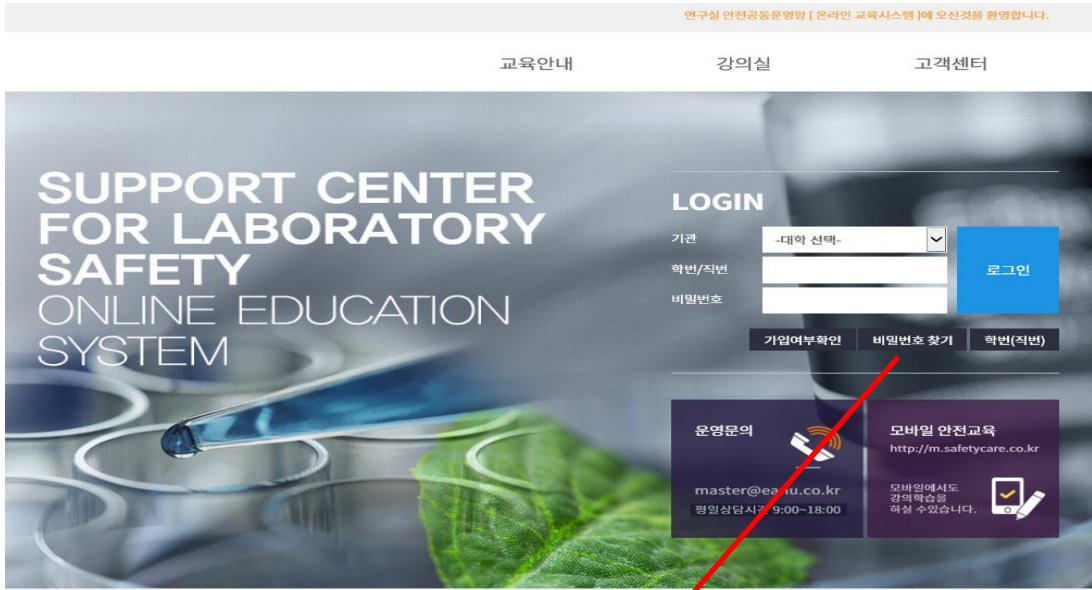 연구실 안전공동운영망 [ 온라인 교육시스템 ]에 오신것을 환영합니다.
교육안내 강의실 고객센터
SUPPORT CENTER
FOR LABORATORY
SAFETY
ONLINE EDUCATION
SYSTEM
LOGIN
기관 -대학 선택-
학번/직번
비밀번호
로그인
가입여부확인 비밀번호 찾기 학번(직번)
운영문의
평일상담시간 9:00~18:00
모바일 안전교육
http://m.safetycare.co.kr
모바일에서도
강의학습을
하실 수있습니다.